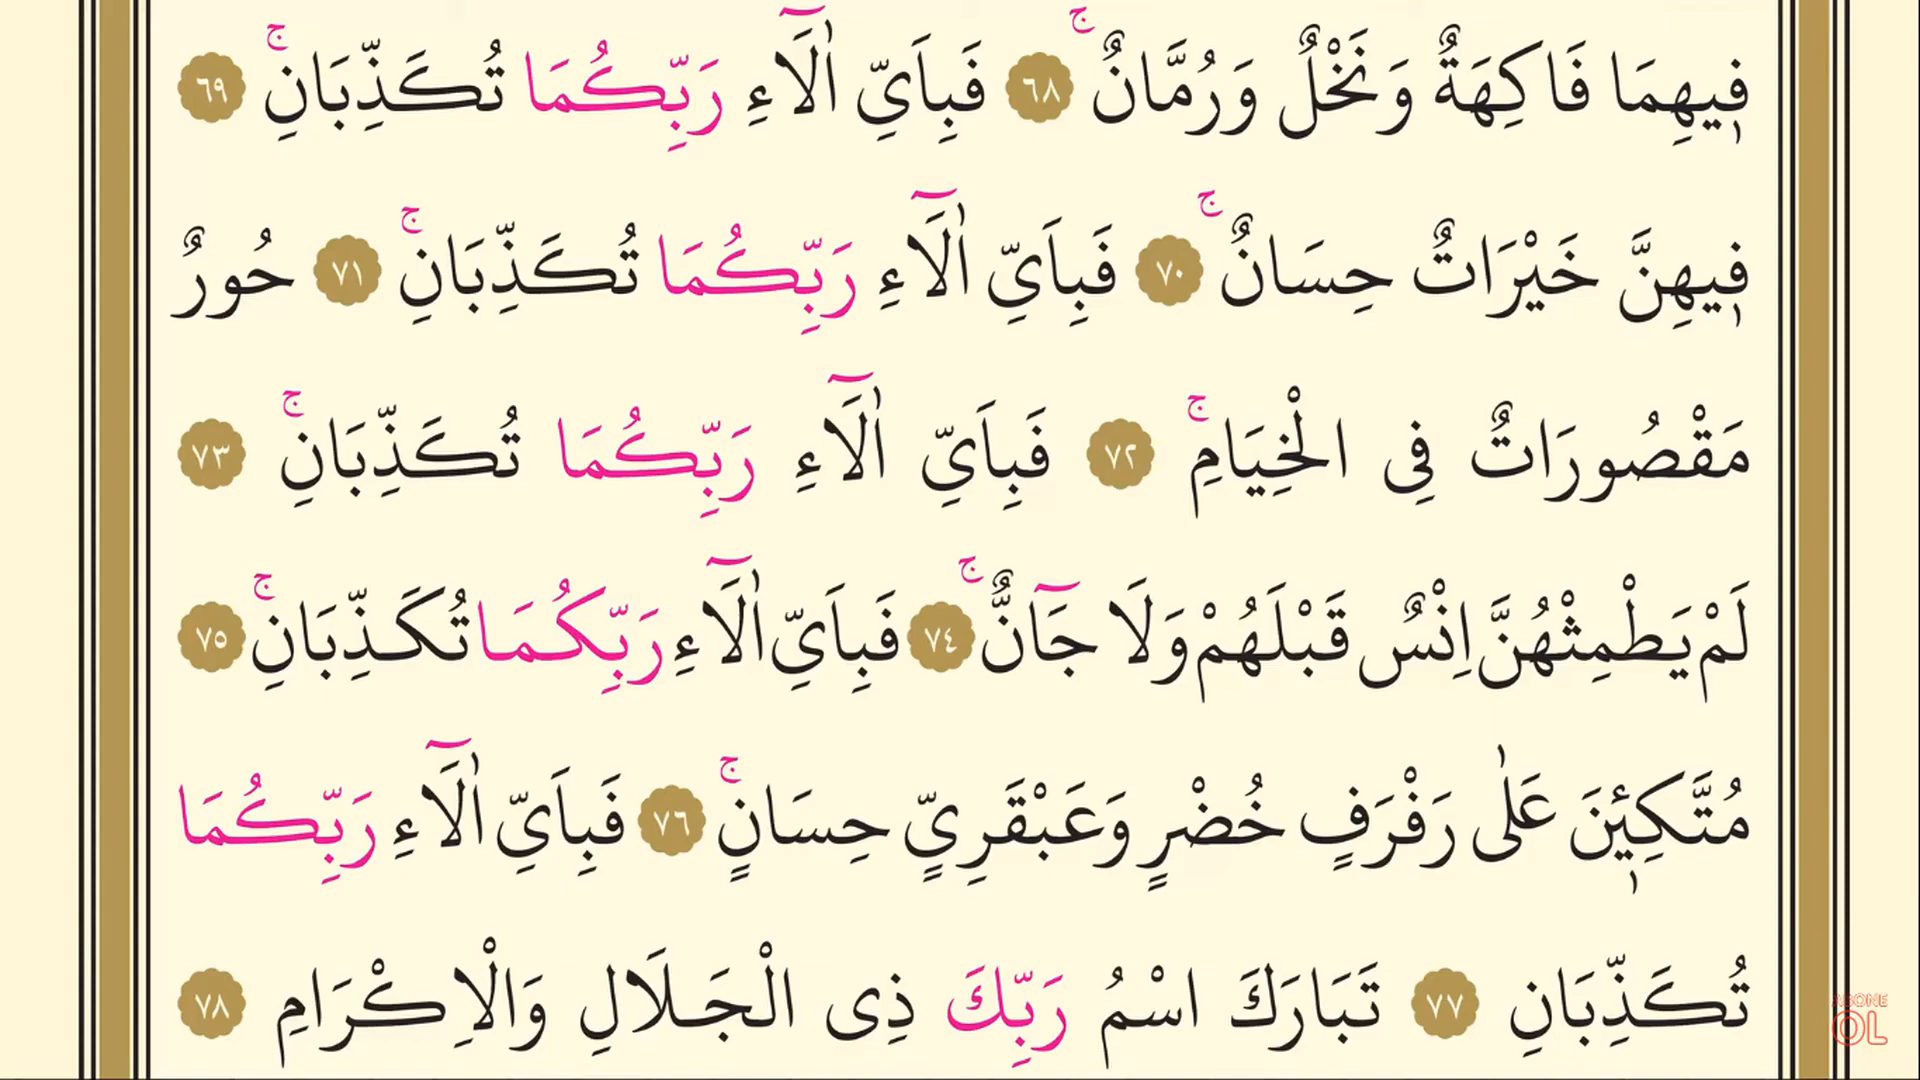 ف۪يهِمَا فَاكِهَةٌ وَنَخْلٌ وَرُمَّانٌۚ ﴿٦٨﴾ فَبِاَيِّ اٰلَٓاءِ رَبِّكُمَا تُكَذِّبَانِۚ ﴿٦٩﴾
ف۪يهِنَّ خَيْرَاتٌ حِسَانٌۚ ﴿٧٠﴾ فَبِاَيِّ اٰلَٓاءِ رَبِّكُمَا تُكَذِّبَانِۚ ﴿٧١﴾ حُورٌ
مَقْصُورَاتٌ فِى الْخِيَامِۚ ﴿٧٢﴾ فَبِاَيِّ اٰلَٓاءِ رَبِّكُمَا تُكَذِّبَانِۚ ﴿٧٣﴾
لَمْ يَطْمِثْهُنَّ اِنْسٌ قَبْلَهُمْ وَلَا جَٓانٌّۚ ﴿٧٤﴾ فَبِاَيِّ اٰلَٓاءِ رَبِّكُمَا تُكَذِّبَانِۚ ﴿٧٥﴾
مُتَّكِـ۪ٔينَ عَلٰى رَفْرَفٍ خُضْرٍ وَعَبْقَرِيٍّ حِسَانٍۚ ﴿٧٦﴾ فَبِاَيِّ اٰلَٓاءِ رَبِّكُمَا
تُكَذِّبَانِ ﴿٧٧﴾ تَبَارَكَ اسْمُ رَبِّكَ ذِى الْجَلَالِ وَالْاِكْرَامِ ﴿٧٨﴾
ABONE
OL